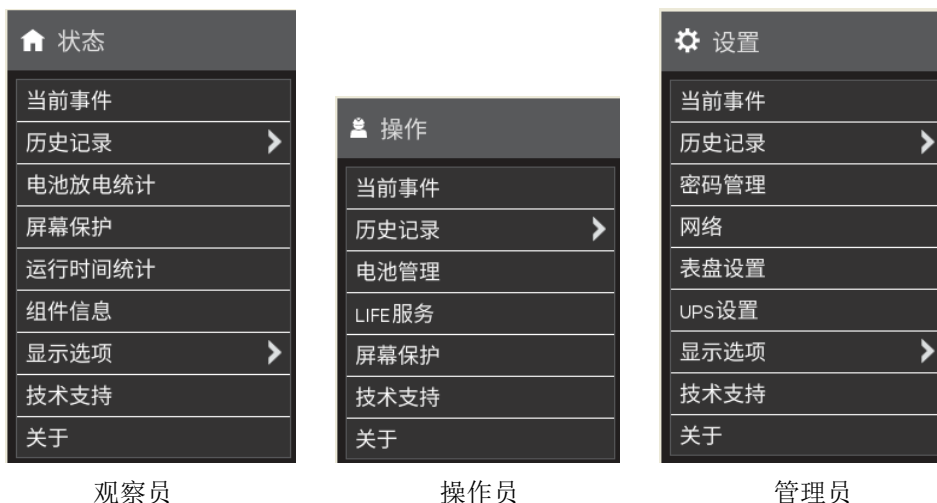 状态
当前事件
历史记录
电池放电统计
屏幕保护
运行时间统计
组件信息
显示选项
技术支持
关于
观察员
操作
当前事件
历史记录
电池管理
LIFE服务
屏幕保护
技术支持
关于
操作员
设置
当前事件
历史记录
密码管理
网络
表盘设置
UPS设置
显示选项
技术支持
关于
管理员